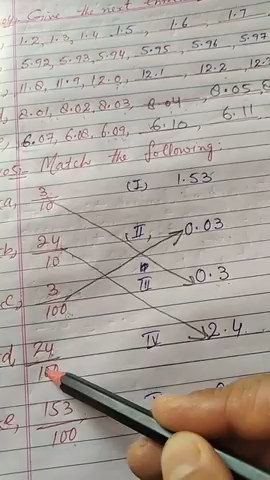 Give the next three
1.2, 1.3, 1.4, 1.5, 1.6, 1.7
5.92, 5.93, 5.94, 5.95, 5.96, 5.97
11.8, 11.9, 12.0, 12.1, 12.2, 12.3
8.01, 8.02, 8.03, 8.04, 8.05,
6.07, 6.08, 6.09, 6.10, 6.11
Match the following:
a, 3/10 (I) 1.53
b, 24/10 II, 0.03
c, 3/100 III 0.3
d, 24/100 IV 2.4
e, 153/100